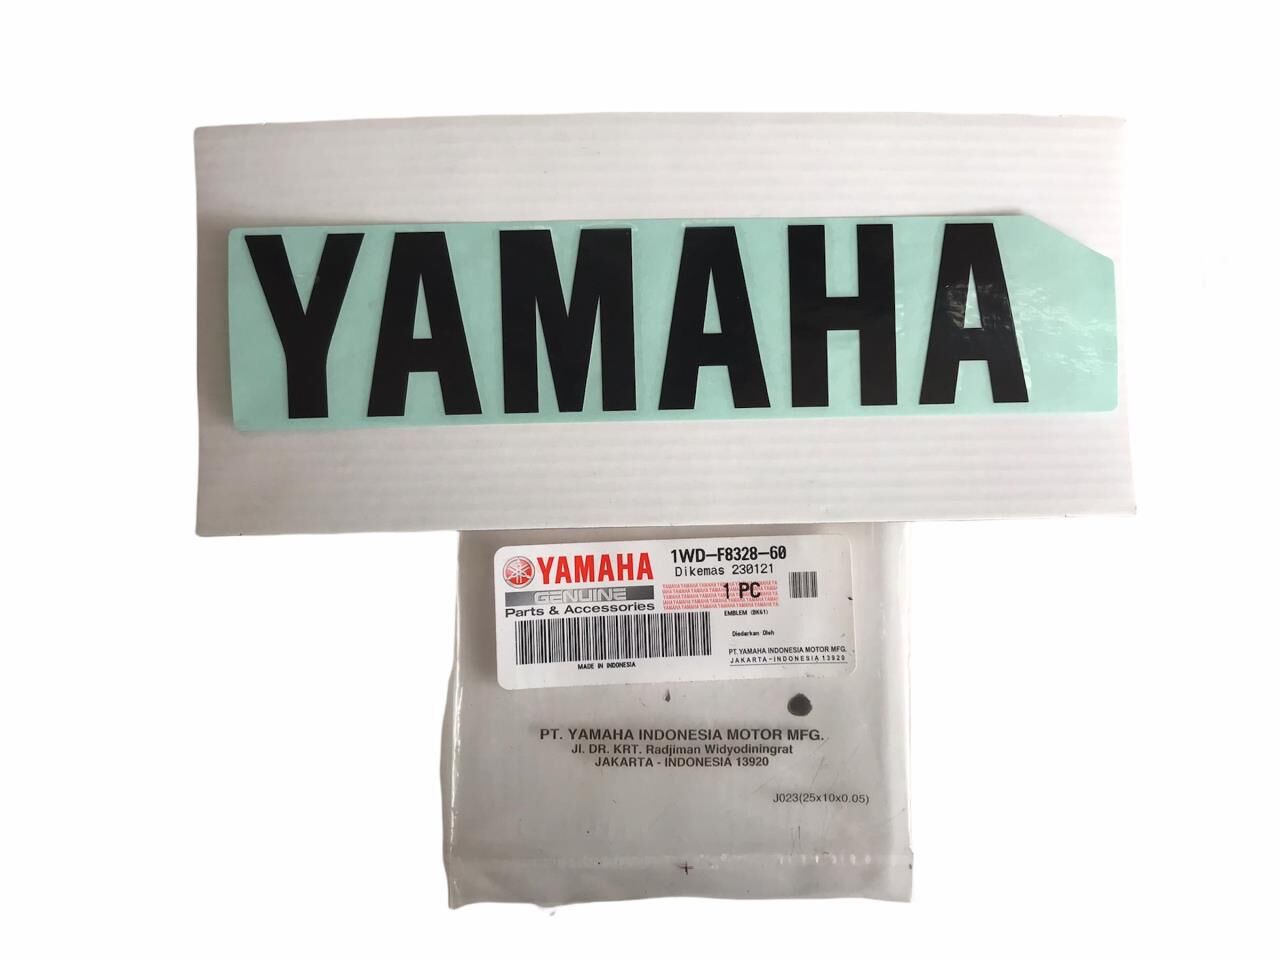 YAMAHA
YAMAHA
GENUINE
Parts & Accessories
MADE IN INDONESIA
1WD-F8328-60
Dikemas 230121
1 PC
EMBLEM (BK61)
Diedarkan Oleh
PT. YAMAHA INDONESIA MOTOR MFG.
JAKARTA-INDONESIA 13920
PT. YAMAHA INDONESIA MOTOR MFG.
Jl. DR. KRT. Radjiman Widyodiningrat
JAKARTA - INDONESIA 13920
J023(25x10x0.05)